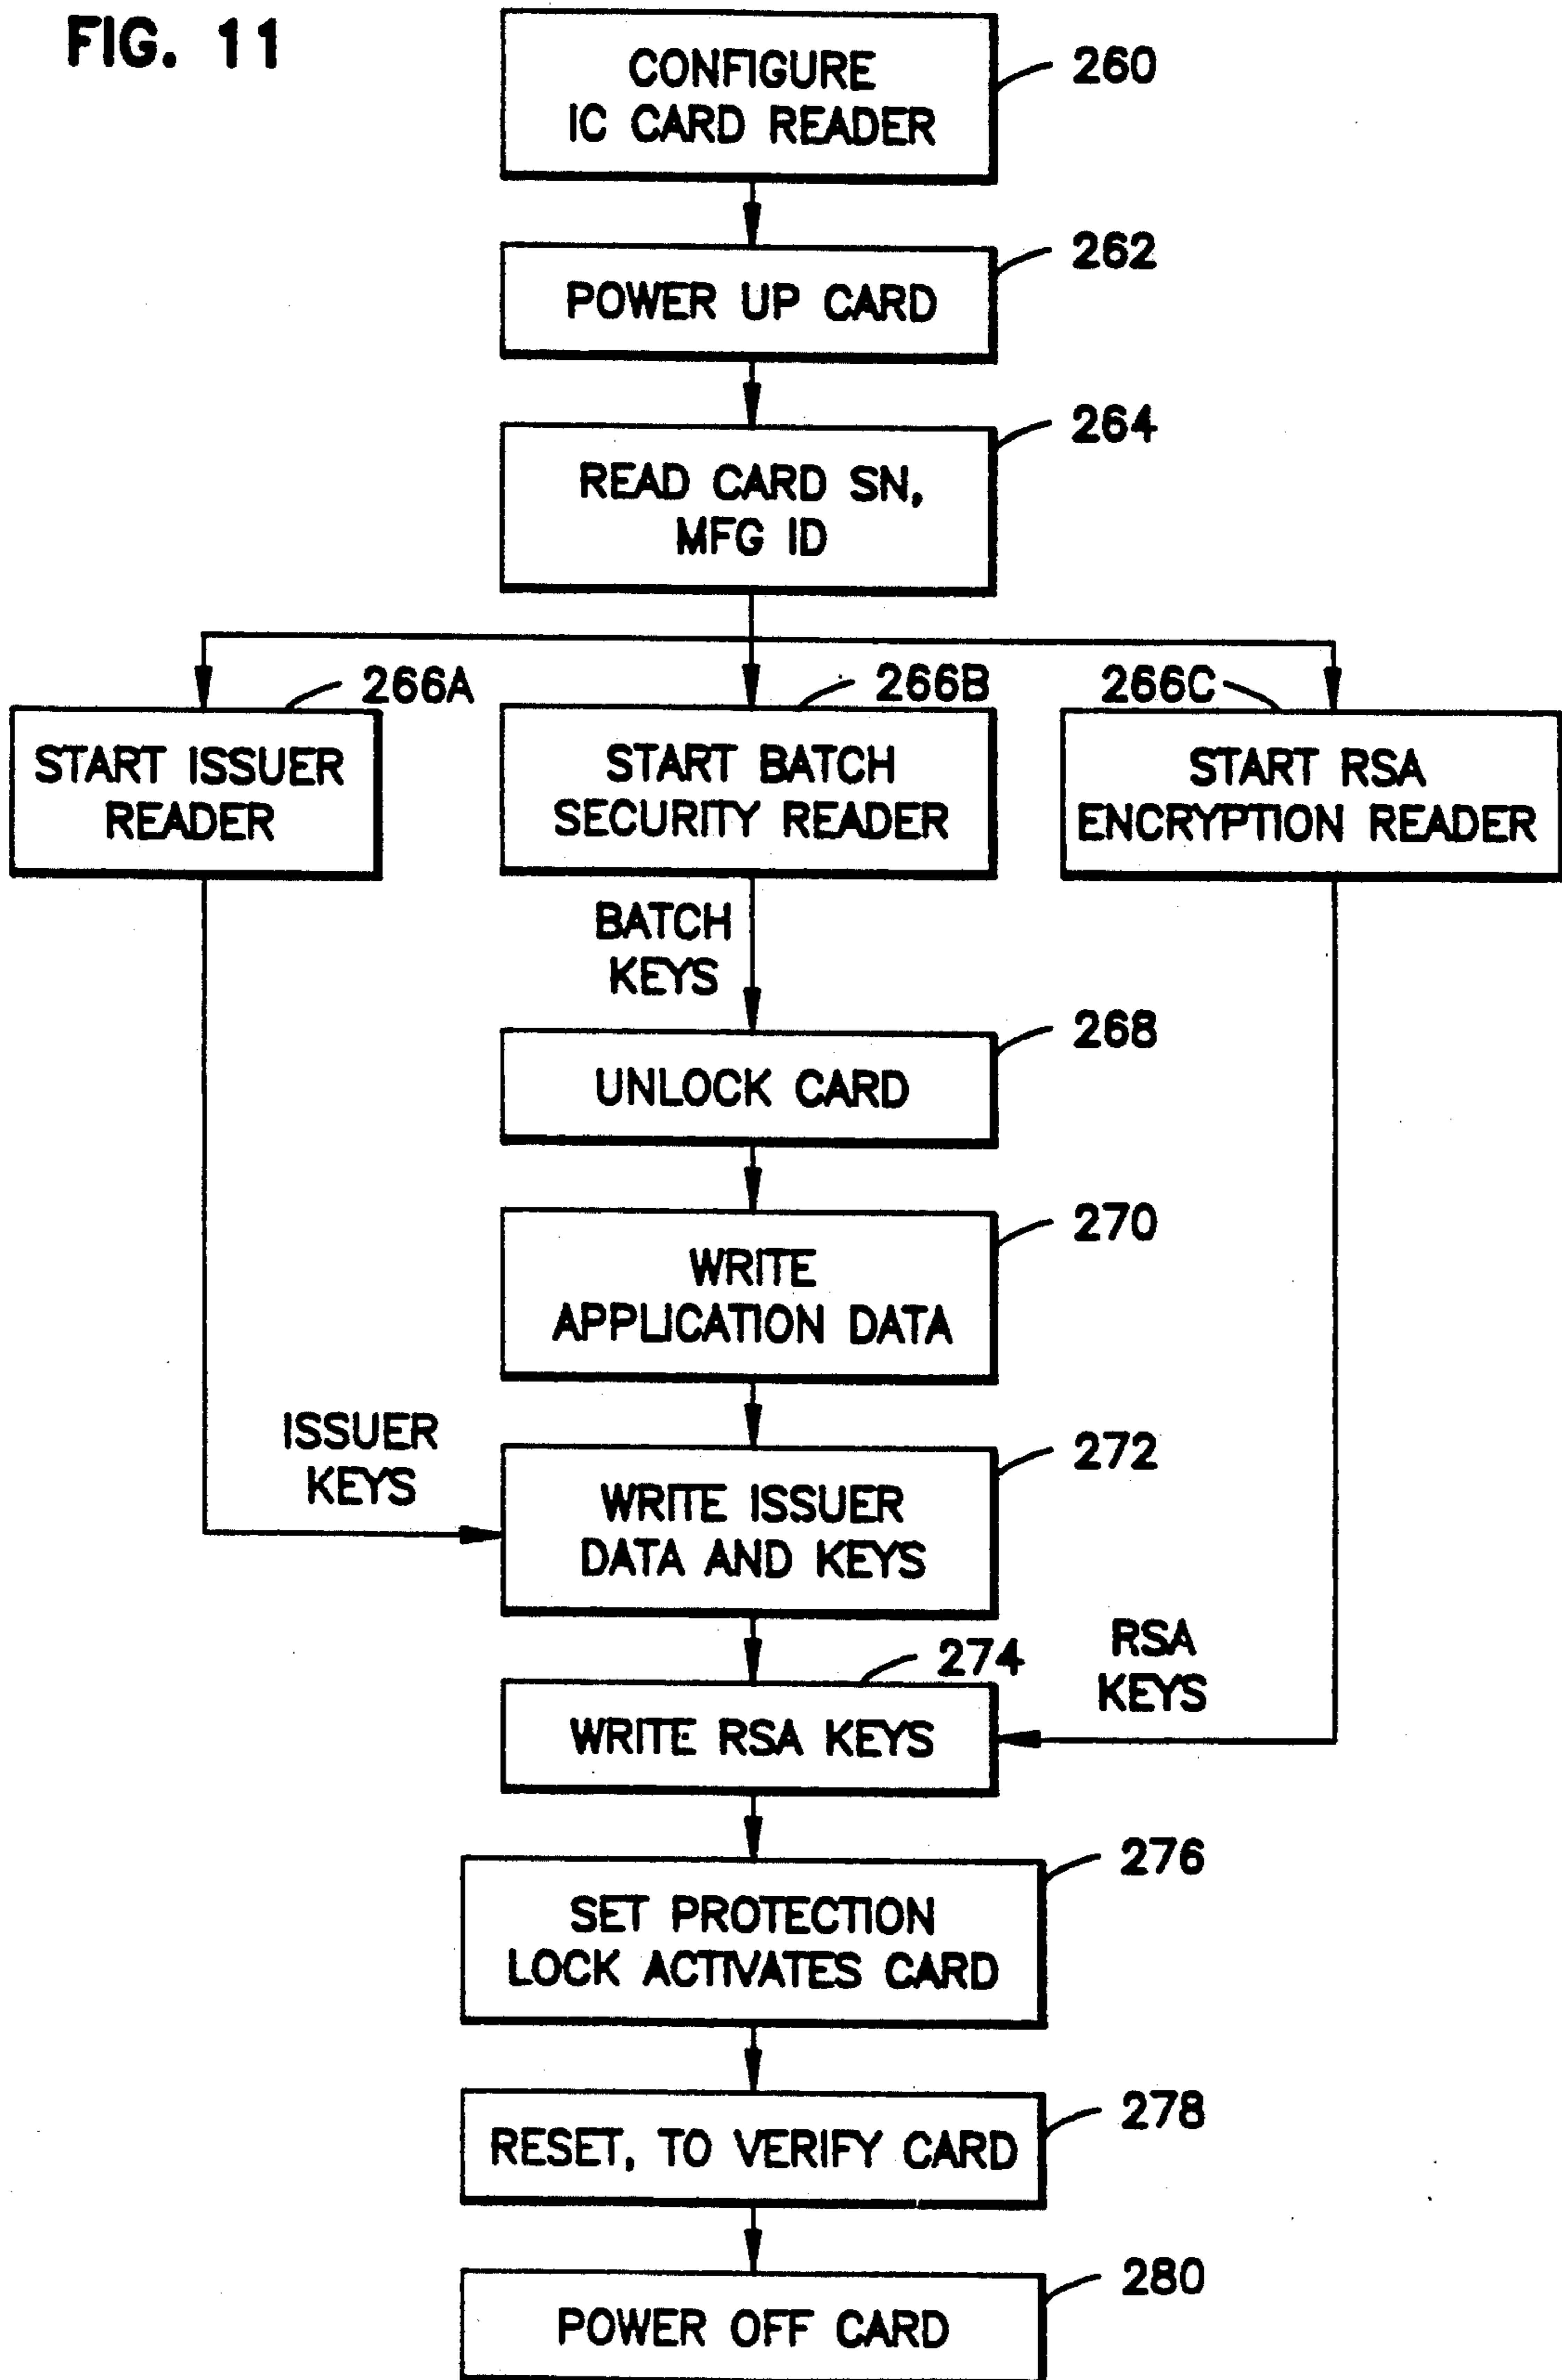 FIG. 11
CONFIGURE
IC CARD READER
260
POWER UP CARD
262
READ CARD SN,
MFG ID
264
266A
START ISSUER
READER
266B
START BATCH
SECURITY READER
266C
START RSA
ENCRYPTION READER
BATCH
KEYS
UNLOCK CARD
268
WRITE
APPLICATION DATA
270
ISSUER
KEYS
WRITE ISSUER
DATA AND KEYS
272
RSA
KEYS
274
WRITE RSA KEYS
SET PROTECTION
LOCK ACTIVATES CARD
276
RESET, TO VERIFY CARD
278
POWER OFF CARD
280